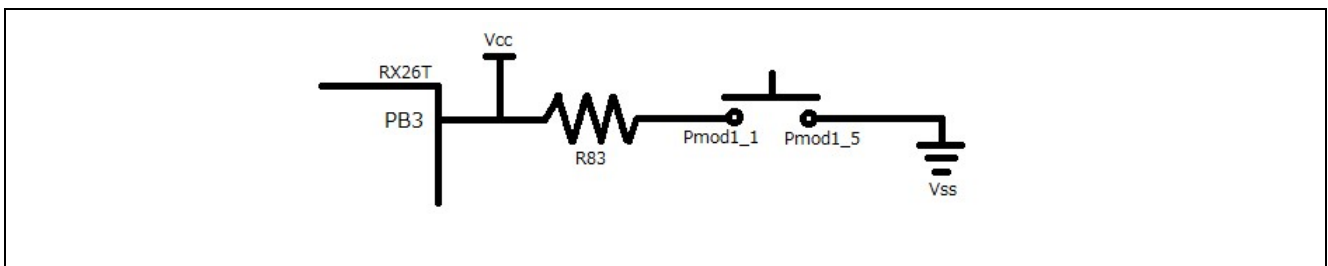 Vcc
RX26T
PB3
R83
Pmod1_1
Pmod1_5
Vss